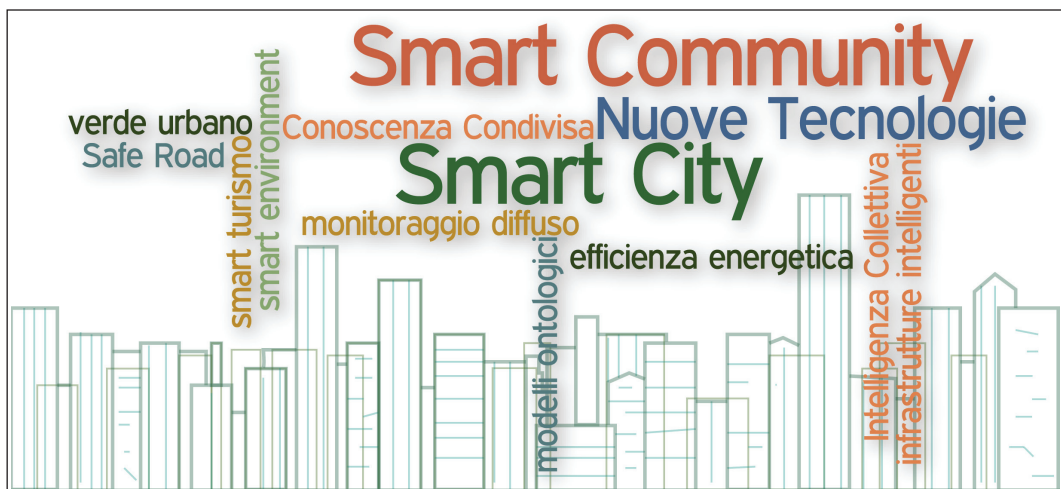 Smart Community
verde urbano
Conoscenza Condivisa
Nuove Tecnologie
Safe Road
Smart City
smart turismo
smart environment
monitoraggio diffuso
modelli ontologici
efficienza energetica
Intelligenza Collettiva
infrastrutture intelligenti